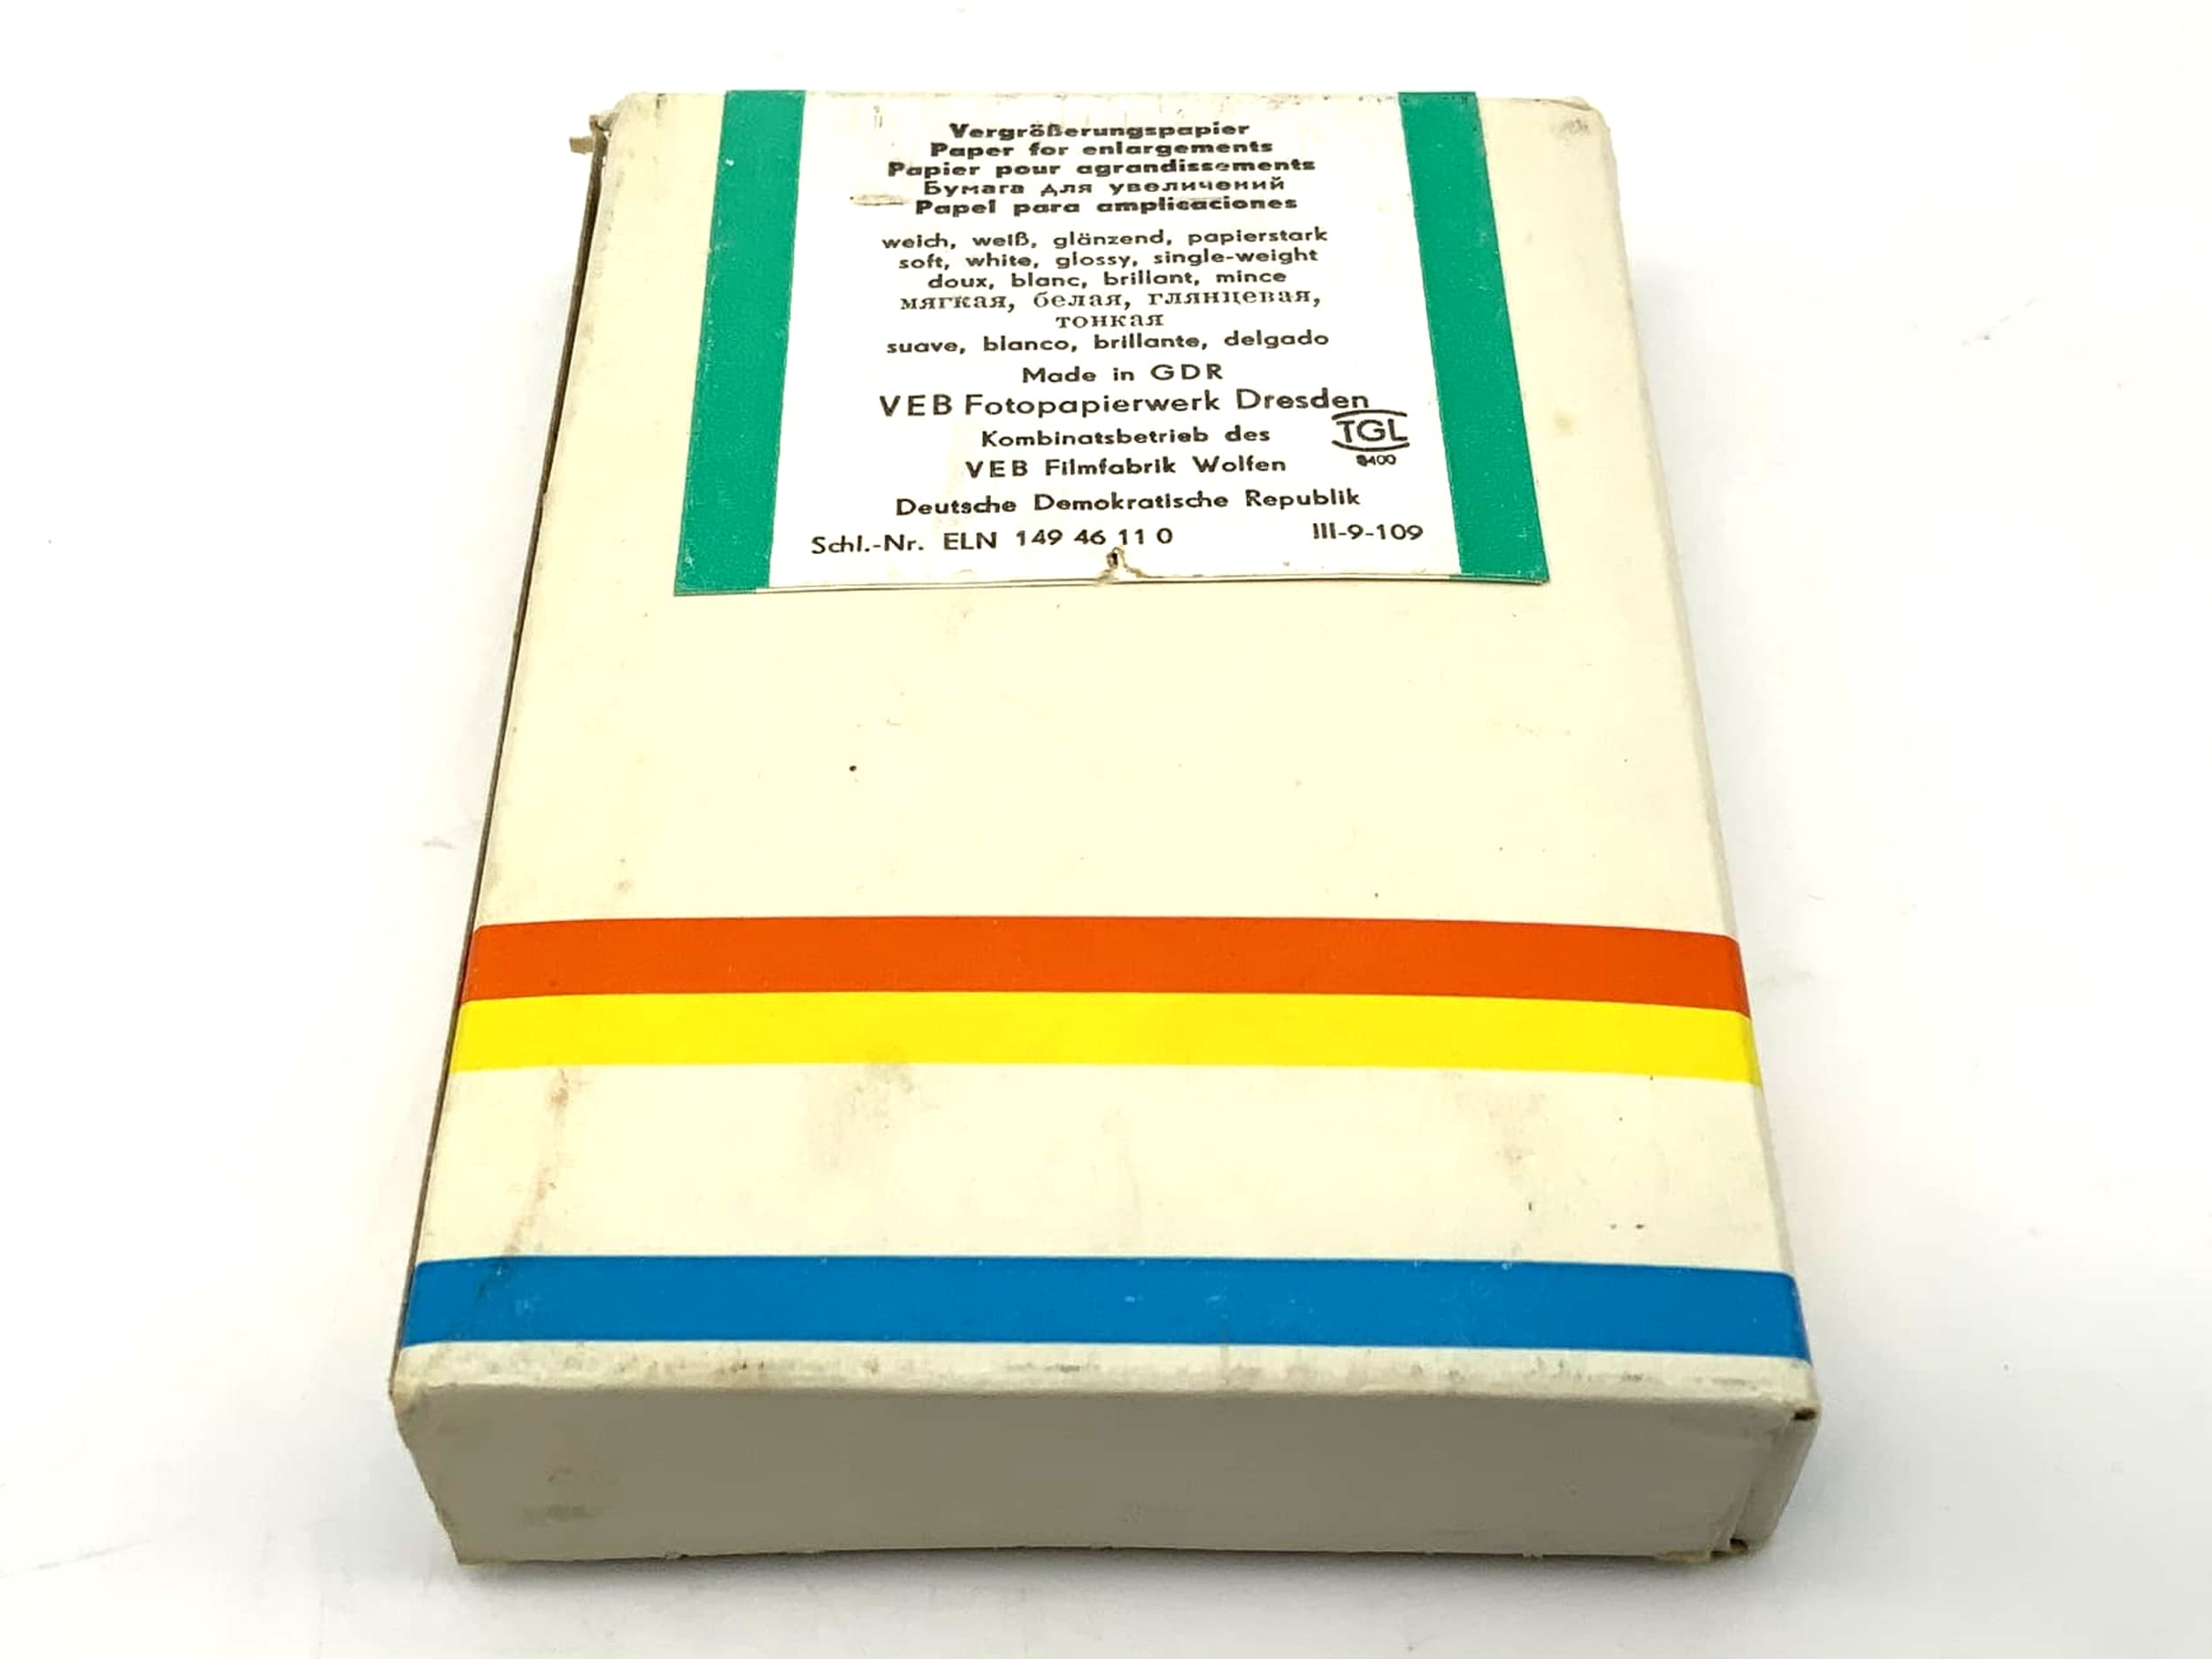 Vergrößerungspapier
Paper for enlargements
Papier pour agrandissements
Бумага для увеличений
Papel para amplicaciones
weich, weiß, glänzend, papierstark
soft, white, glossy, single-weight
doux, blanc, brillant, mince
мягкая, белая, глянцевая,
тонкая
suave, blanco, brillante, delgado
Made in GDR
VEB Fotopapierwerk Dresden
Kombinatsbetrieb des
TGL
VEB Filmfabrik Wolfen
Deutsche Demokratische Republik
Schl.-Nr. ELN 149 46 11 0 III-9-109